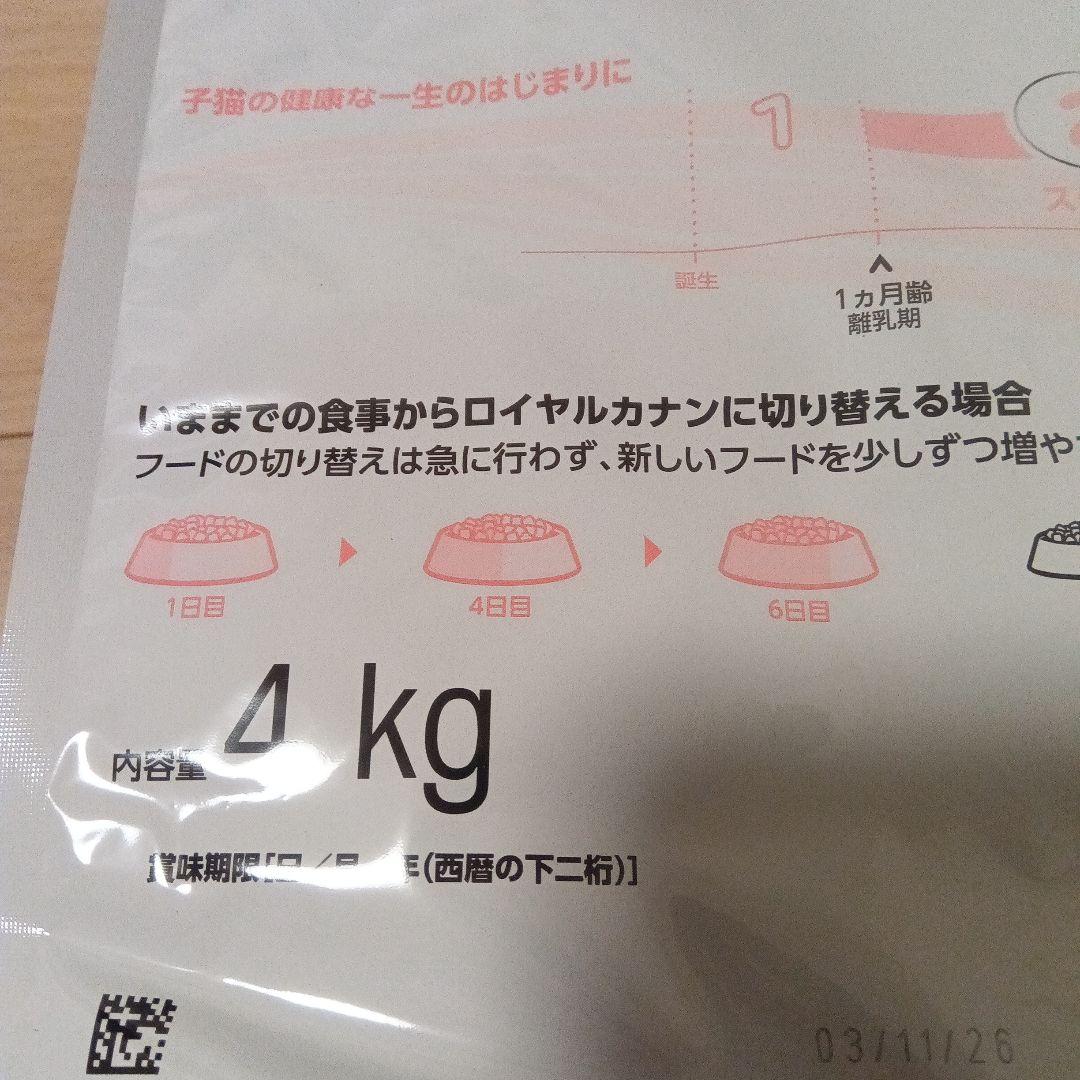 子猫の健康な一生のはじまりに
1
ス
誕生
1ヵ月齢
離乳期
いままでの食事からロイヤルカナンに切り替える場合
フードの切り替えは急に行わず、新しいフードを少しずつ増や
1日目
4日目
6日目
内容量 4 kg
賞味期限[日/月/年(西暦の下二桁)]
03/11/26